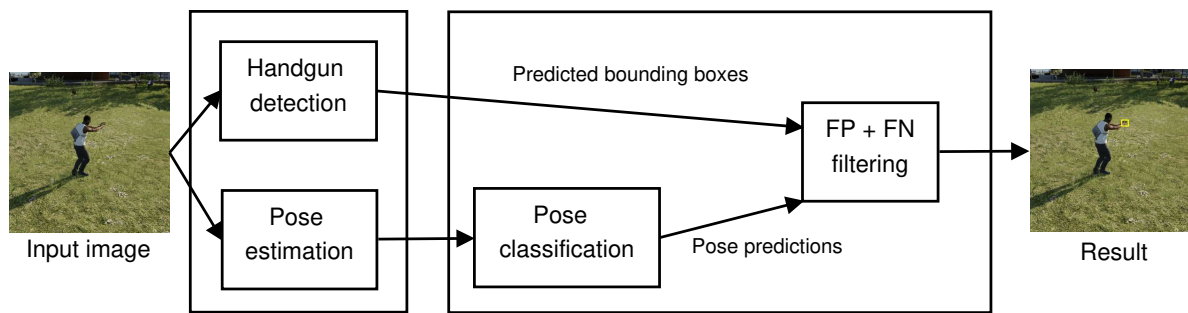 Handgun
detection
Predicted bounding boxes
FP + FN
filtering
Pose
estimation
Pose
classification
Pose predictions
Input image
Result